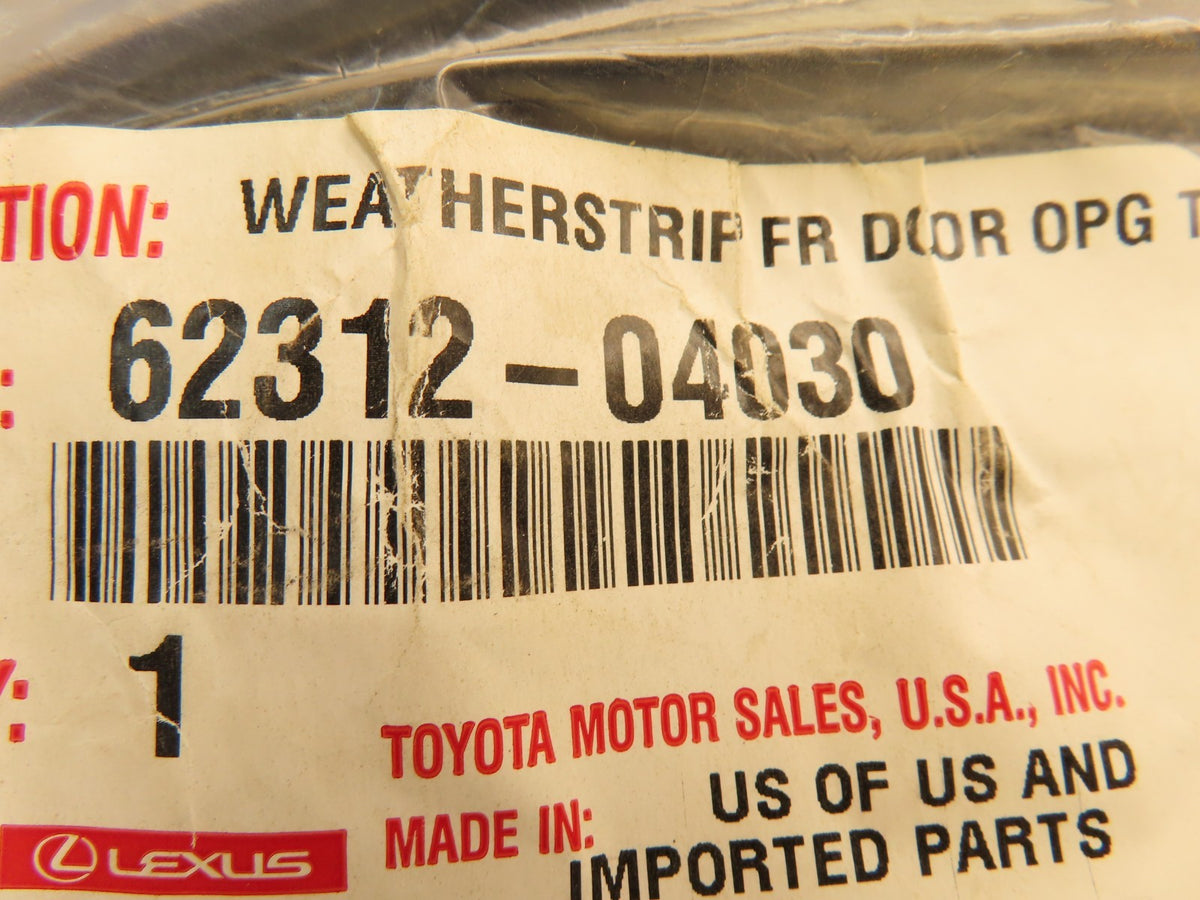 TION: WEATHERSTRIP FR DOOR OPG T
: 62312-04030
Y: 1
TOYOTA MOTOR SALES, U.S.A., INC.
MADE IN: US OF US AND
IMPORTED PARTS
LEXUS